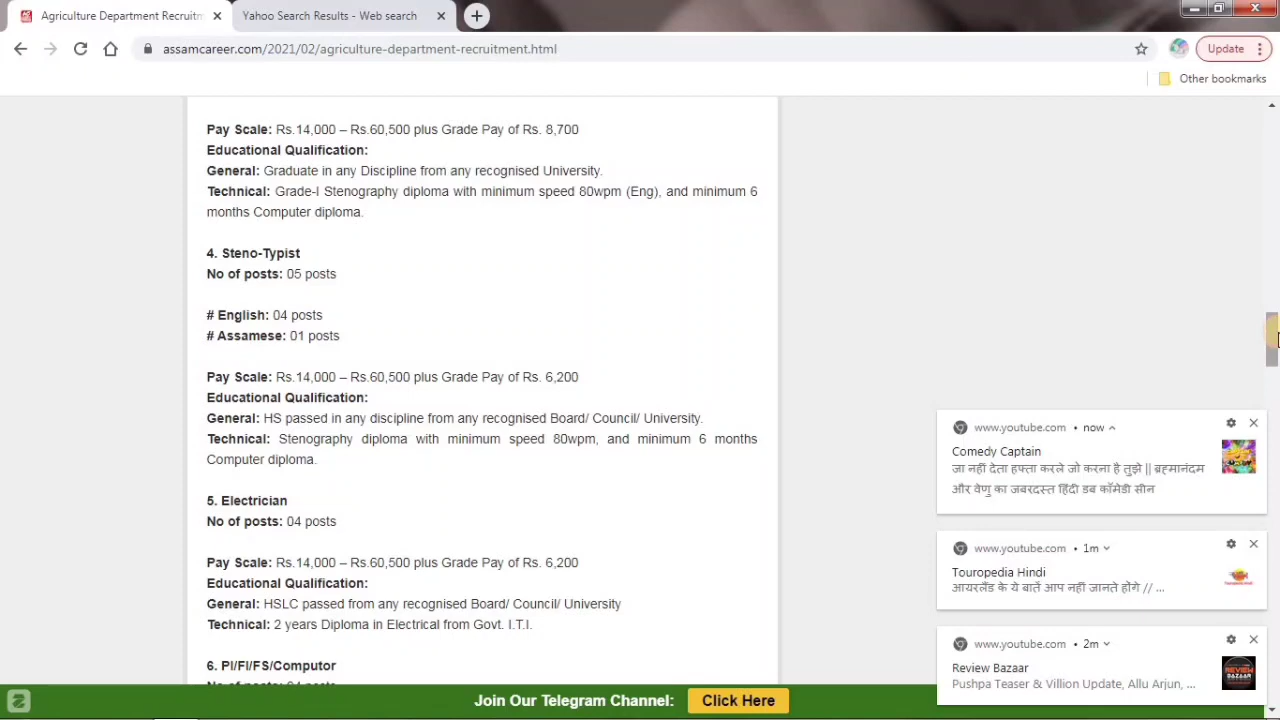 Agriculture Department Recruitm
Yahoo Search Results - Web search
assamcareer.com/2021/02/agriculture-department-recruitment.html
Update
Other bookmarks
Pay Scale: Rs.14,000 – Rs.60,500 plus Grade Pay of Rs. 8,700
Educational Qualification:
General: Graduate in any Discipline from any recognised University.
Technical: Grade-I Stenography diploma with minimum speed 80wpm (Eng), and minimum 6
months Computer diploma.
4. Steno-Typist
No of posts: 05 posts
# English: 04 posts
# Assamese: 01 posts
Pay Scale: Rs.14,000 – Rs.60,500 plus Grade Pay of Rs. 6,200
Educational Qualification:
General: HS passed in any discipline from any recognised Board/ Council/ University.
Technical: Stenography diploma with minimum speed 80wpm, and minimum 6 months
Computer diploma.
5. Electrician
No of posts: 04 posts
Pay Scale: Rs.14,000 – Rs.60,500 plus Grade Pay of Rs. 6,200
Educational Qualification:
General: HSLC passed from any recognised Board/ Council/ University
Technical: 2 years Diploma in Electrical from Govt. I.T.I.
6. PI/FI/FS/Computor
www.youtube.com • now
Comedy Captain
जा नहीं देता हफ्ता करले जो करना है तुझे || ब्रह्मानंदम
और वेणु का जबरदस्त हिंदी डब कॉमेडी सीन
www.youtube.com • 1m
Touropedia Hindi
आयरलैंड के ये बातें आप नहीं जानते होंगे // ...
www.youtube.com • 2m
Review Bazaar
Pushpa Teaser & Villion Update, Allu Arjun, ...
Join Our Telegram Channel: Click Here